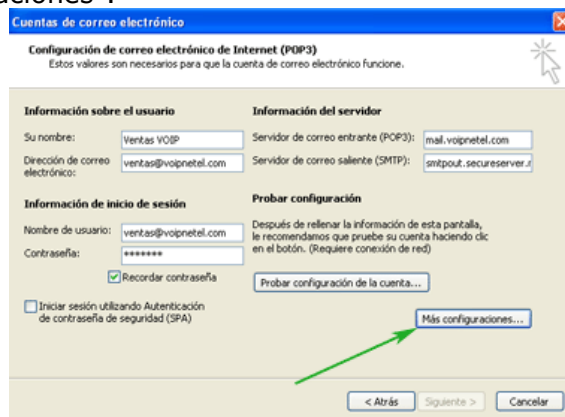 aciones".
Cuentas de correo electrónico
Configuración de correo electrónico de Internet (POP3)
Estos valores son necesarios para que la cuenta de correo electrónico funcione.
Información sobre el usuario
Su nombre: Ventas VOIP
Dirección de correo electrónico: ventas@voipnetel.com
Información del servidor
Servidor de correo entrante (POP3): mail.voipnetel.com
Servidor de correo saliente (SMTP): smtpout.secureserver.r
Información de inicio de sesión
Nombre de usuario: ventas@voipnetel.com
Contraseña: *******
Recordar contraseña
Iniciar sesión utilizando Autenticación
de contraseña de seguridad (SPA)
Probar configuración
Después de rellenar la información de esta pantalla,
le recomendamos que pruebe su cuenta haciendo clic
en el botón. (Requiere conexión de red)
Probar configuración de la cuenta...
Más configuraciones...
< Atrás
Siguiente >
Cancelar